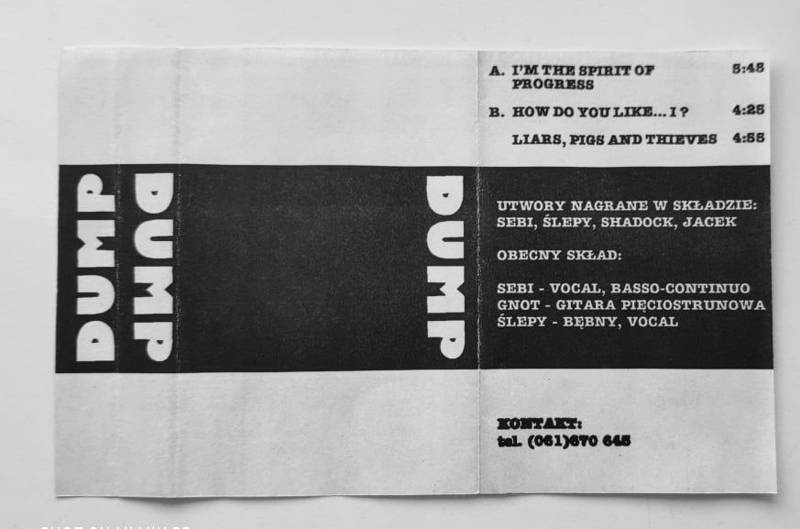 DUMP
DUMP
DUMP
A. I'M THE SPIRIT OF PROGRESS 5:45
B. HOW DO YOU LIKE... I ? 4:25
LIARS, PIGS AND THIEVES 4:55
UTWORY NAGRANE W SKŁADZIE:
SEBI, ŚLEPY, SHADOCK, JACEK
OBECNY SKŁAD:
SEBI - VOCAL, BASSO-CONTINUO
GNOT - GITARA PIĘCIOSTRUNOWA
ŚLEPY - BĘBNY, VOCAL
KONTAKT:
tel. (061)670 645